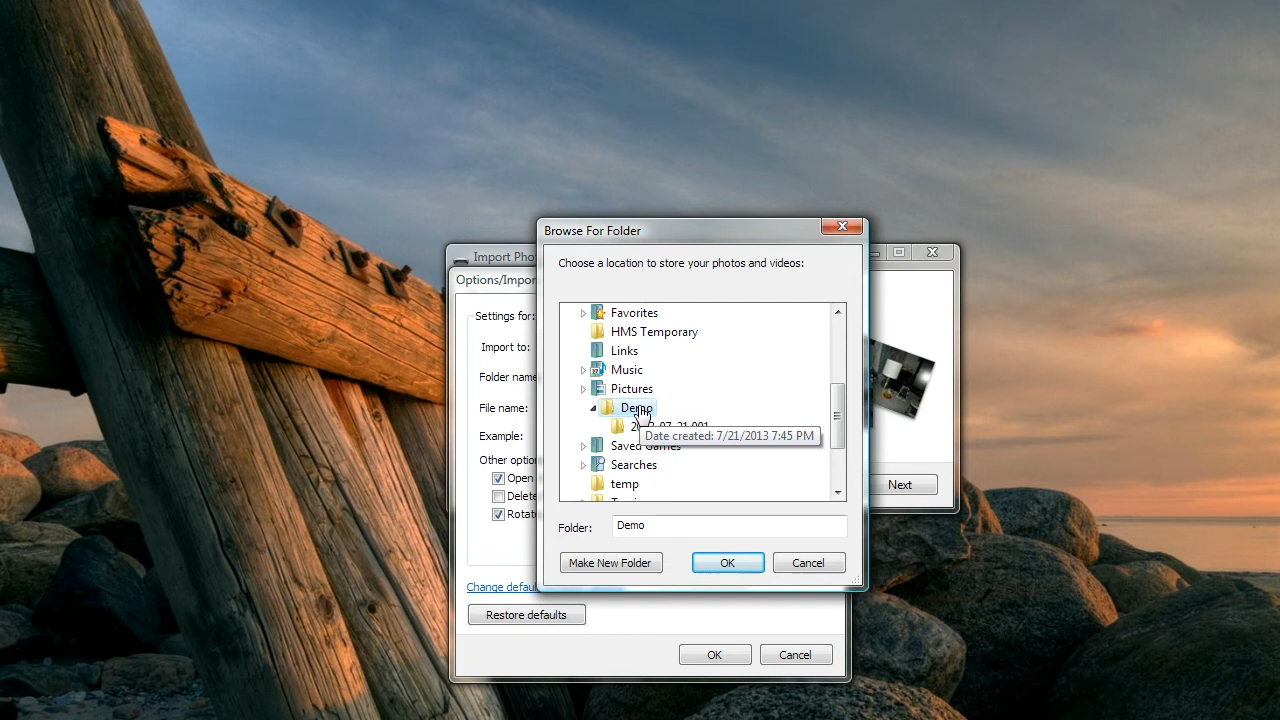 Browse For Folder
Import Pho
Choose a location to store your photos and videos:
Options/Impor
Favorites
HMS Temporary
Links
Music
Pictures
Demo
Date created: 7/21/2013 7:45 PM
Saved Games
Searches
temp
Settings for:
Import to:
Folder name
File name:
Example:
Other optio
Open
Delete
Rotat
Next
Folder:
Demo
Make New Folder
OK
Cancel
Change defau
Restore defaults
OK
Cancel